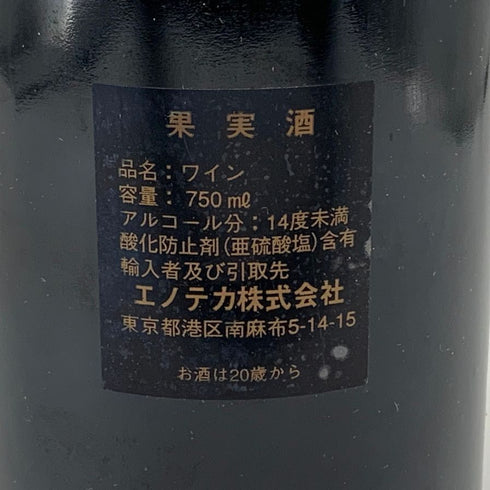 果実酒
品名：ワイン
容量： 750 mℓ
アルコール分：14度未満
酸化防止剤(亜硫酸塩)含有
輸入者及び引取先
エノテカ株式会社
東京都港区南麻布5-14-15
お酒は20歳から